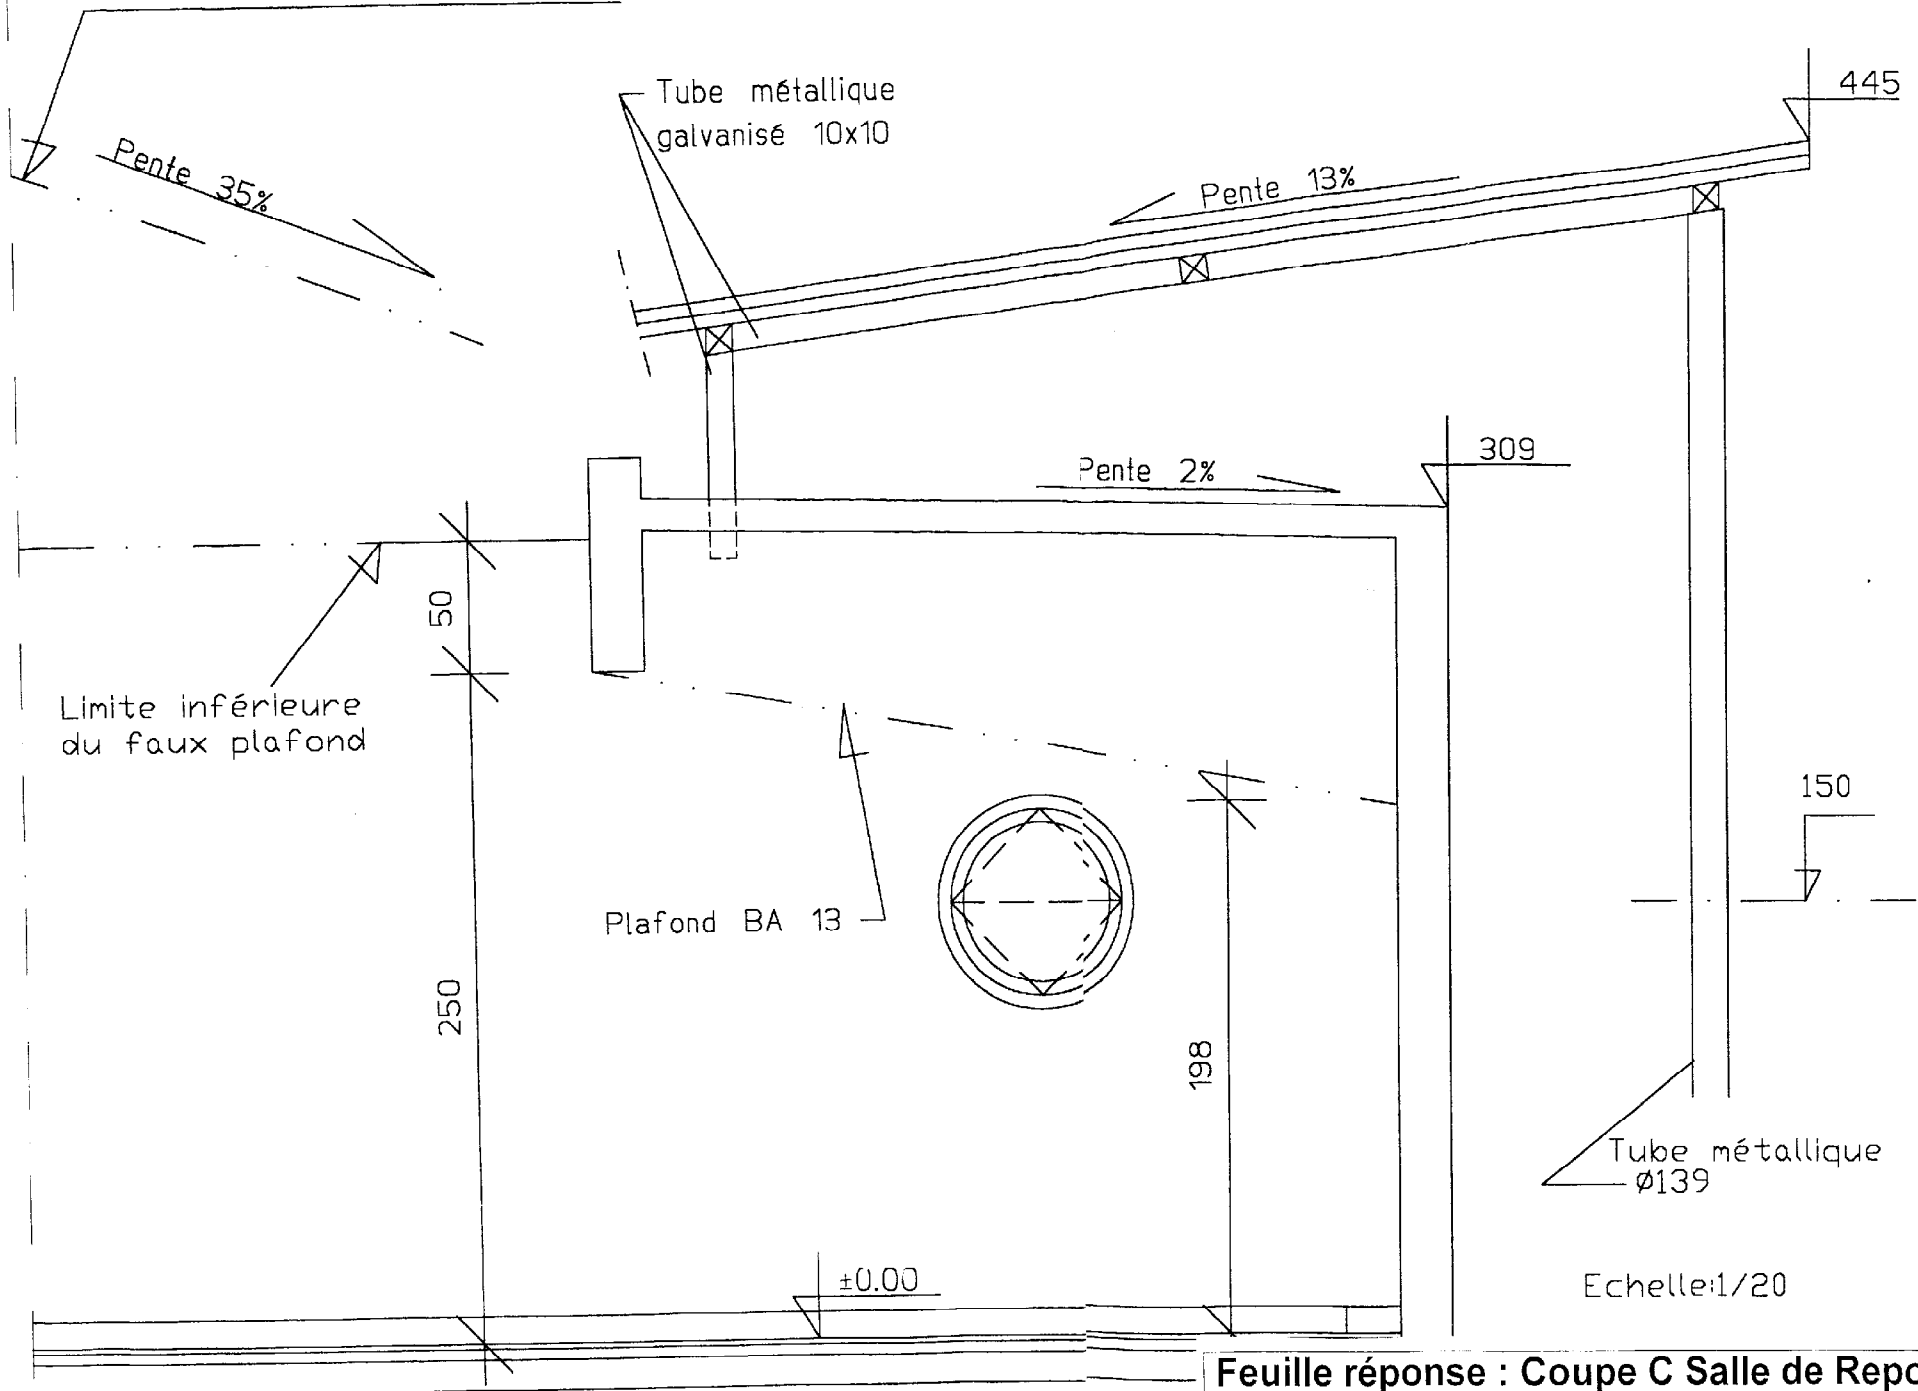 445
Tube métallique
galvanisé 10x10
Pente 35%
Pente 13%
309
Pente 2%
50
Limite inférieure
du faux plafond
150
Plafond BA 13
250
198
Tube métallique
Ø139
±0.00
Echelle:1/20
Feuille réponse : Coupe C Salle de Repo